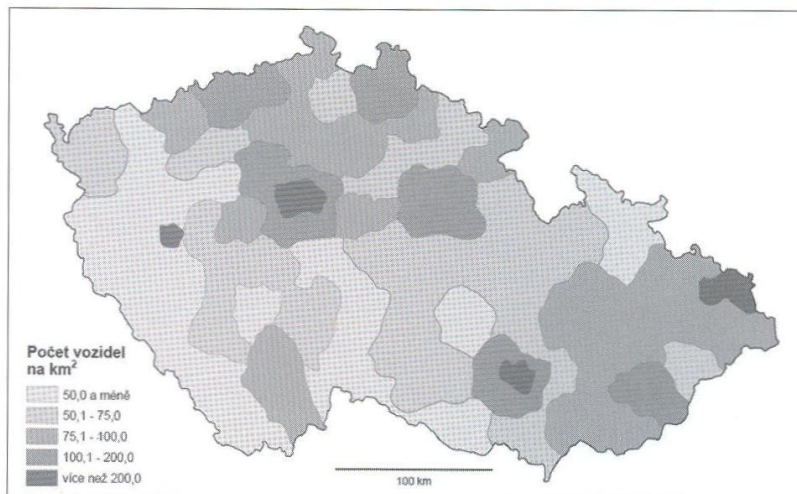 Počet vozidel
na km²
50,0 a méně
50,1 - 75,0
75,1 - 100,0
100,1 - 200,0
více než 200,0
100 km